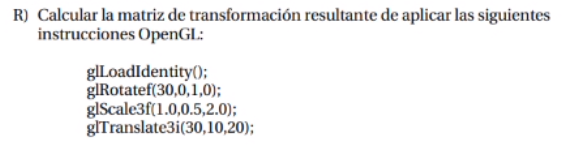 R) Calcular la matriz de transformación resultante de aplicar las siguientes
instrucciones OpenGL:
glLoadIdentity();
glRotatef(30,0,1,0);
glScale3f(1.0,0.5,2.0);
glTranslate3i(30,10,20);